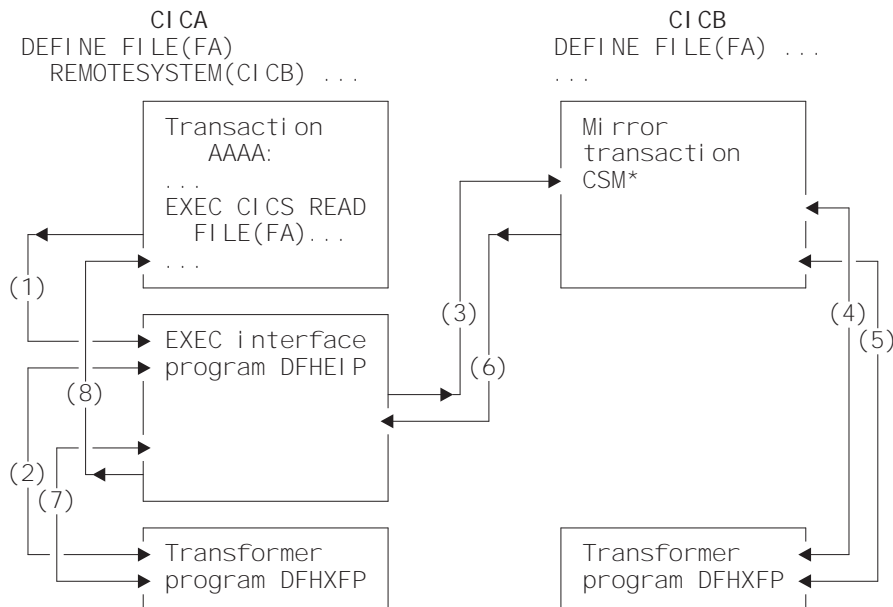 CICA
DEFINE FILE(FA)
REMOTESYSTEM(CICB) ...
CICB
DEFINE FILE(FA) ...
...
Transaction
AAAA:
...
EXEC CICS READ
FILE(FA)...
...
Mirror
transaction
CSM*
(1)
(3)
(4)
(5)
EXEC interface
program DFHEIP
(6)
(8)
(2)
(7)
Transformer
program DFHXFP
Transformer
program DFHXFP